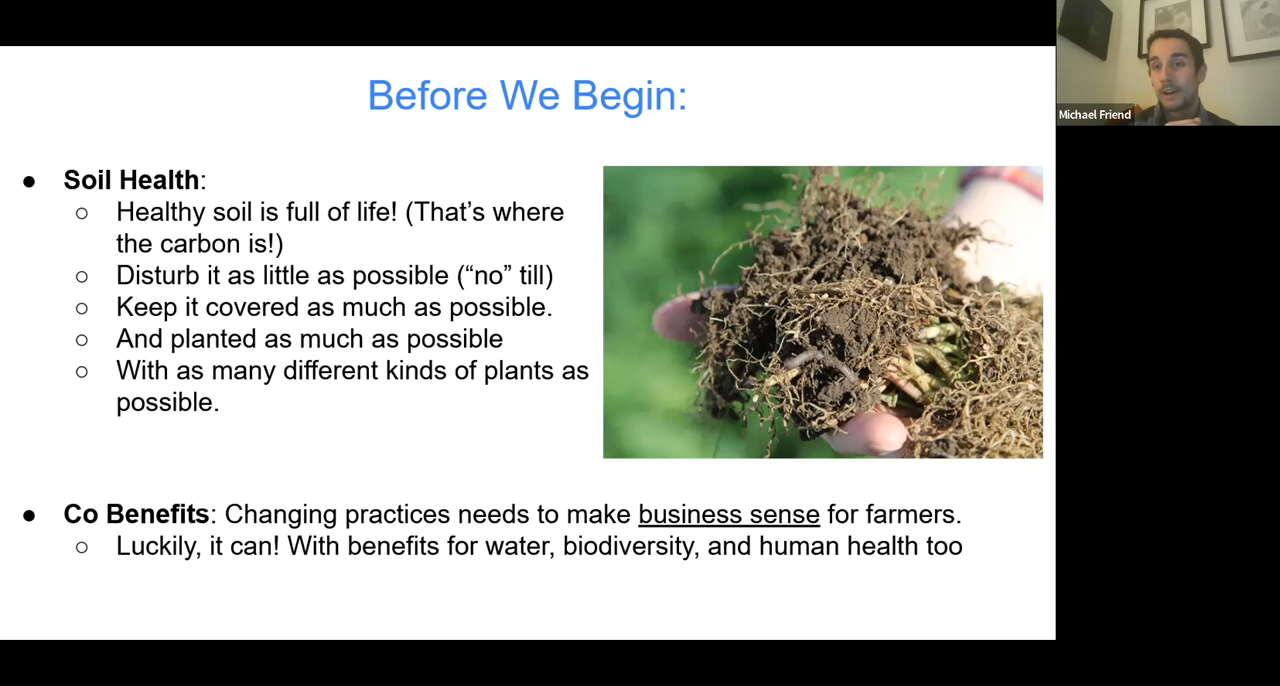 Before We Begin:
Michael Friend
● Soil Health:
○ Healthy soil is full of life! (That’s where
the carbon is!)
○ Disturb it as little as possible (“no” till)
○ Keep it covered as much as possible.
○ And planted as much as possible
○ With as many different kinds of plants as
possible.
● Co Benefits: Changing practices needs to make business sense for farmers.
○ Luckily, it can! With benefits for water, biodiversity, and human health too